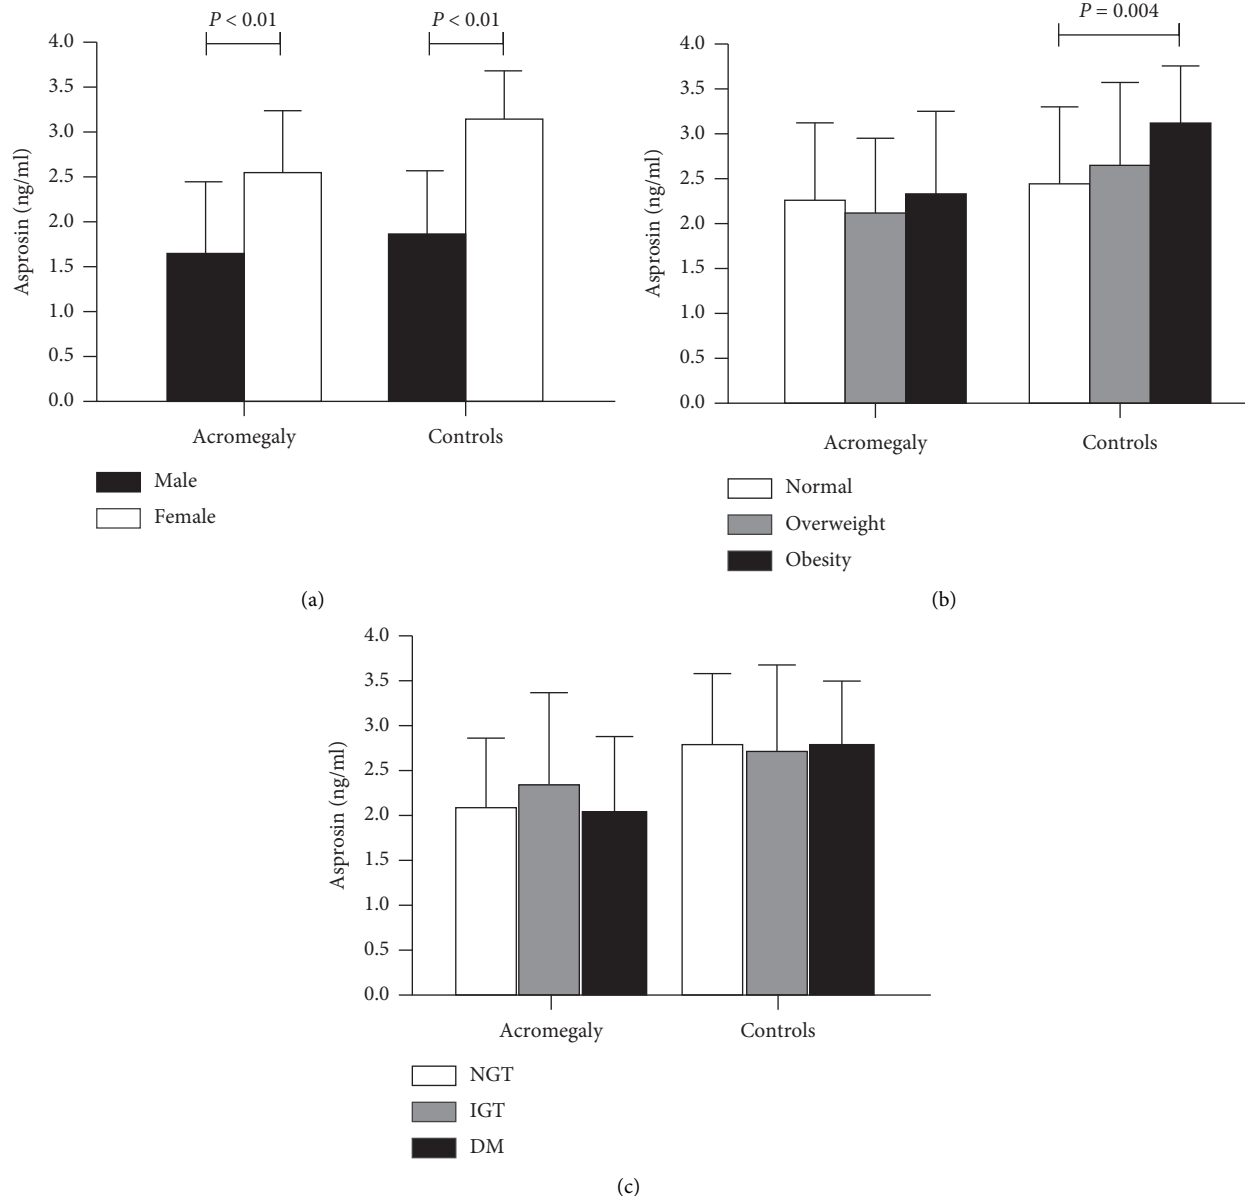 P < 0.01
P < 0.01
4.0
3.5
3.0
2.5
2.0
1.5
1.0
0.5
0.0
Asprosin (ng/ml)
Acromegaly
Controls
Male
Female
(a)
P = 0.004
4.0
3.5
3.0
2.5
2.0
1.5
1.0
0.5
0.0
Asprosin (ng/ml)
Acromegaly
Controls
Normal
Overweight
Obesity
(b)
4.0
3.5
3.0
2.5
2.0
1.5
1.0
0.5
0.0
Asprosin (ng/ml)
Acromegaly
Controls
NGT
IGT
DM
(c)